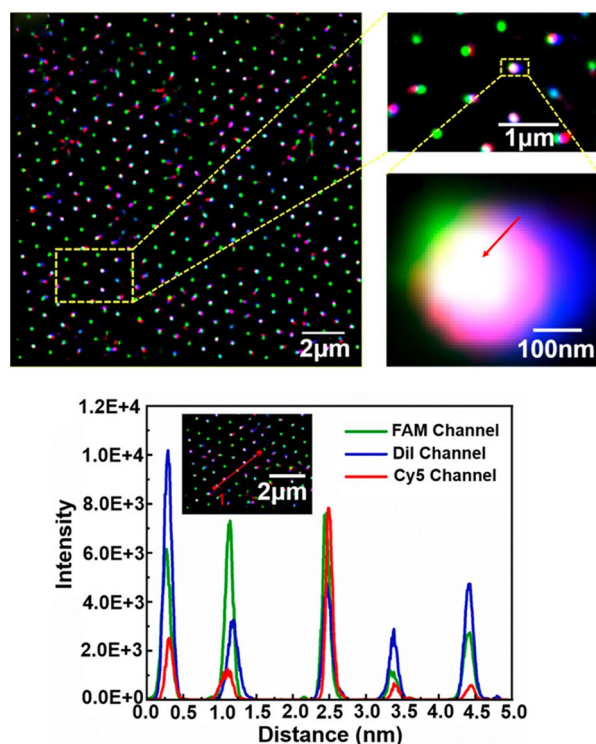 2μm
1μm
100nm
1.2E+4
1.0E+4
8.0E+3
6.0E+3
4.0E+3
2.0E+3
0.0E+0
Intensity
2μm
FAM Channel
Dil Channel
Cy5 Channel
0.0 0.5 1.0 1.5 2.0 2.5 3.0 3.5 4.0 4.5 5.0
Distance (nm)